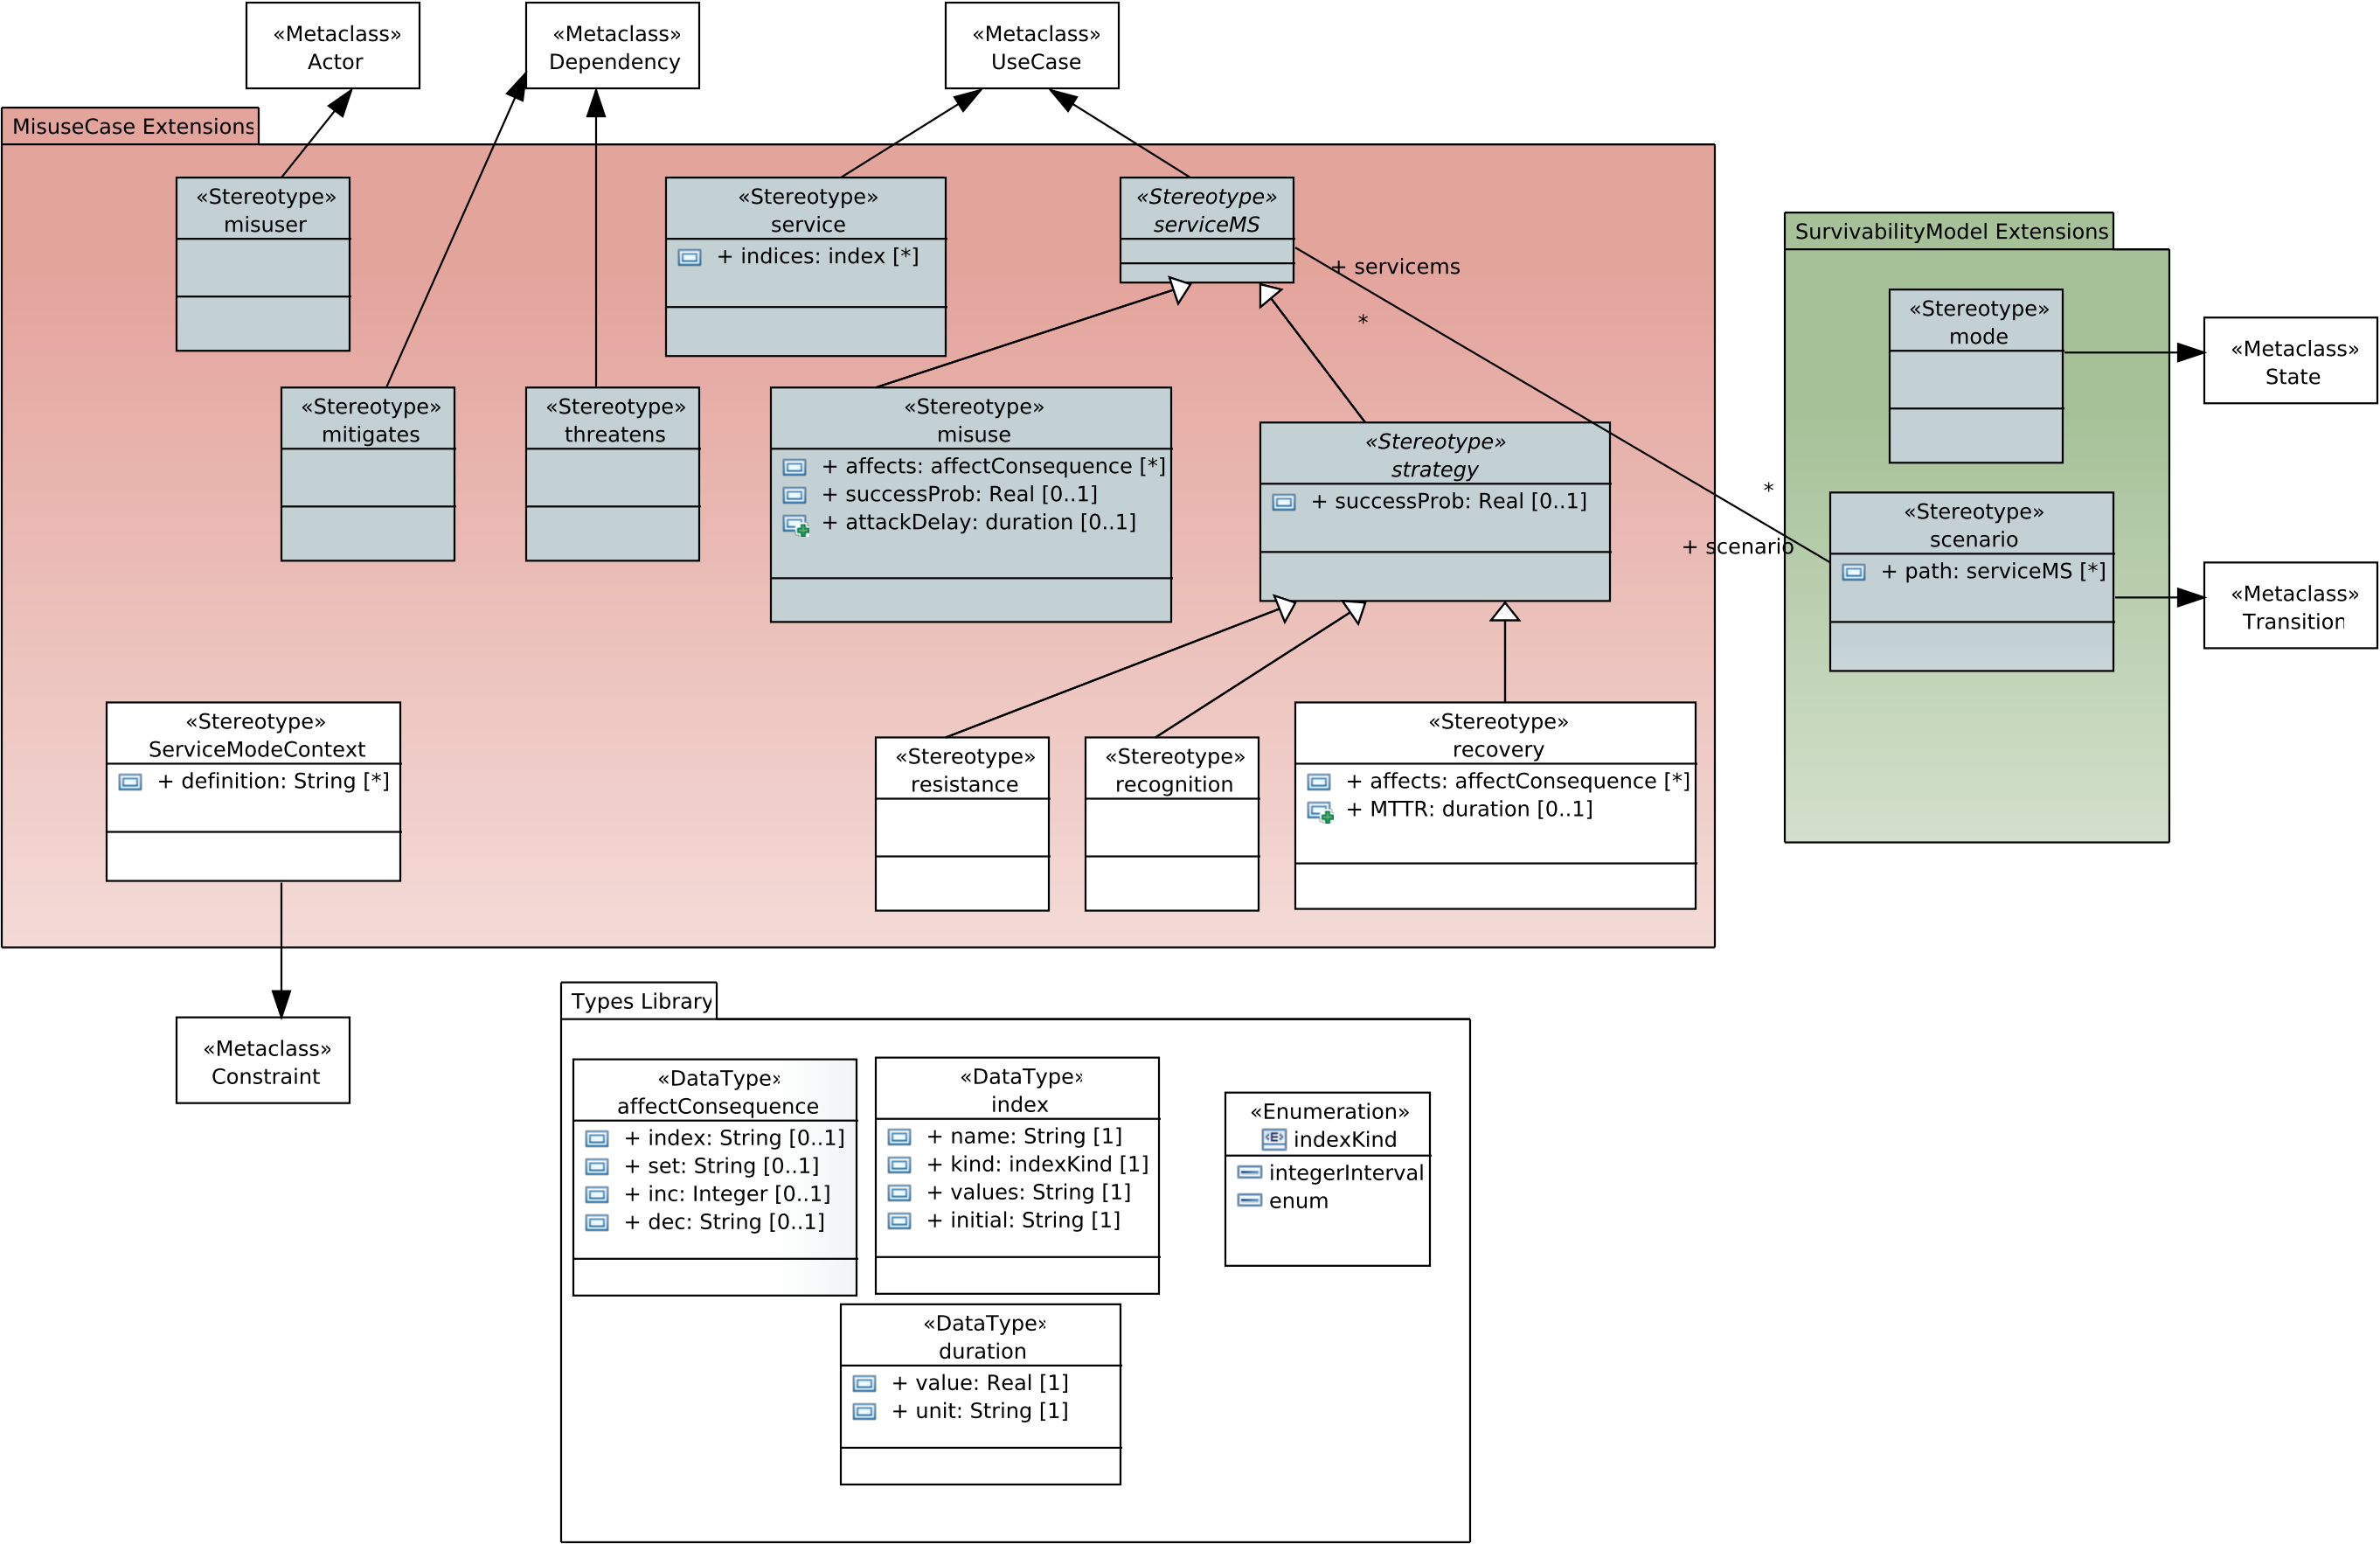 «Metaclass»
Actor
«Metaclass»
Dependency
«Metaclass»
UseCase
MisuseCase Extensions
«Stereotype»
misuser
«Stereotype»
service
+ indices: index [*]
«Stereotype»
serviceMS
+ servicems
*
«Stereotype»
mitigates
«Stereotype»
threatens
«Stereotype»
misuse
+ affects: affectConsequence [*]
+ successProb: Real [0..1]
+ attackDelay: duration [0..1]
«Stereotype»
strategy
+ successProb: Real [0..1]
*
+ scenario
SurvivabilityModel Extensions
«Stereotype»
mode
«Metaclass»
State
«Stereotype»
scenario
+ path: serviceMS [*]
«Metaclass»
Transition
«Stereotype»
ServiceModeContext
+ definition: String [*]
«Stereotype»
resistance
«Stereotype»
recognition
«Stereotype»
recovery
+ affects: affectConsequence [*]
+ MTTR: duration [0..1]
«Metaclass»
Constraint
Types Library
«DataType»
affectConsequence
+ index: String [0..1]
+ set: String [0..1]
+ inc: Integer [0..1]
+ dec: String [0..1]
«DataType»
index
+ name: String [1]
+ kind: indexKind [1]
+ values: String [1]
+ initial: String [1]
«Enumeration»
«E» indexKind
integerInterval
enum
«DataType»
duration
+ value: Real [1]
+ unit: String [1]